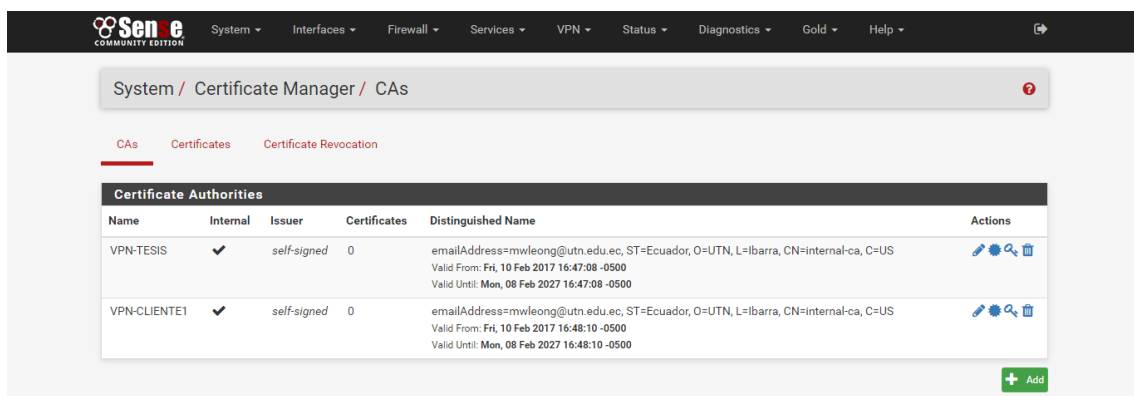 Sense
COMMUNITY EDITION
System Interfaces Firewall Services VPN Status Diagnostics Gold Help
System / Certificate Manager / CAs
CAs Certificates Certificate Revocation
Certificate Authorities
Name Internal Issuer Certificates Distinguished Name Actions
VPN-TESIS self-signed 0 emailAddress=mwleong@utn.edu.ec, ST=Ecuador, O=UTN, L=Ibarra, CN=internal-ca, C=US
Valid From: Fri, 10 Feb 2017 16:47:08 -0500
Valid Until: Mon, 08 Feb 2027 16:47:08 -0500
VPN-CLIENTE1 self-signed 0 emailAddress=mwleong@utn.edu.ec, ST=Ecuador, O=UTN, L=Ibarra, CN=internal-ca, C=US
Valid From: Fri, 10 Feb 2017 16:48:10 -0500
Valid Until: Mon, 08 Feb 2027 16:48:10 -0500
+ Add